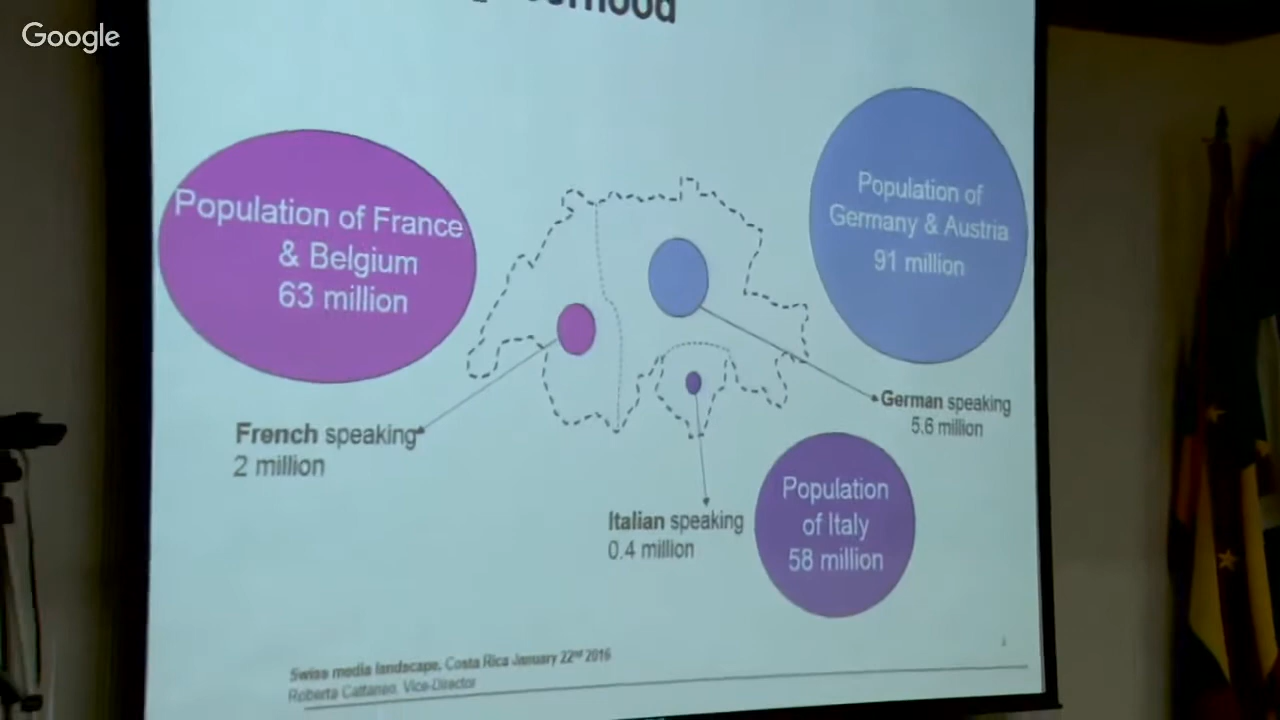 Google
Population of France
& Belgium
63 million
Population of
Germany & Austria
91 million
French speaking
2 million
German speaking
5.6 million
Italian speaking
0.4 million
Population
of Italy
58 million
Swiss media landscape, Costa Rica January 22nd 2016
Roberta Cattaneo, Vice-Director